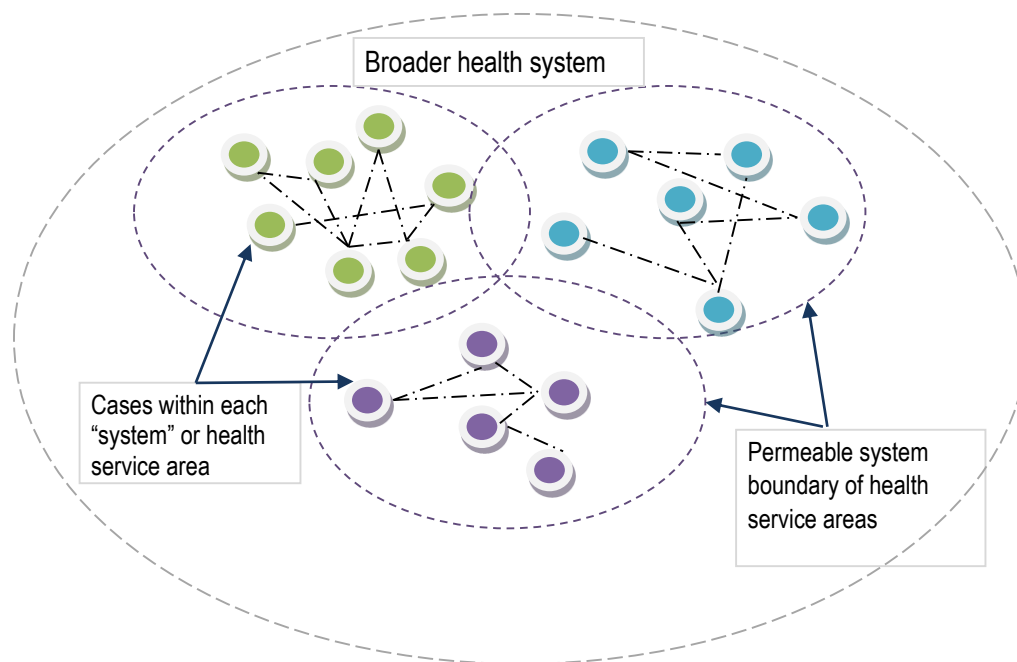 Broader health system
Cases within each
“system” or health
service area
Permeable system
boundary of health
service areas